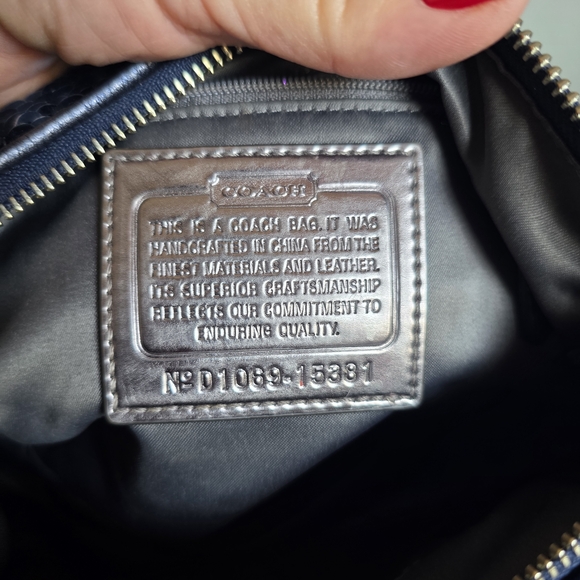 COACH
THIS IS A COACH BAG. IT WAS
HANDCRAFTED IN CHINA FROM THE
FINEST MATERIALS AND LEATHER.
ITS SUPERIOR CRAFTSMANSHIP
REFLECTS OUR COMMITMENT TO
ENDURING QUALITY.
Nº D1069-15381